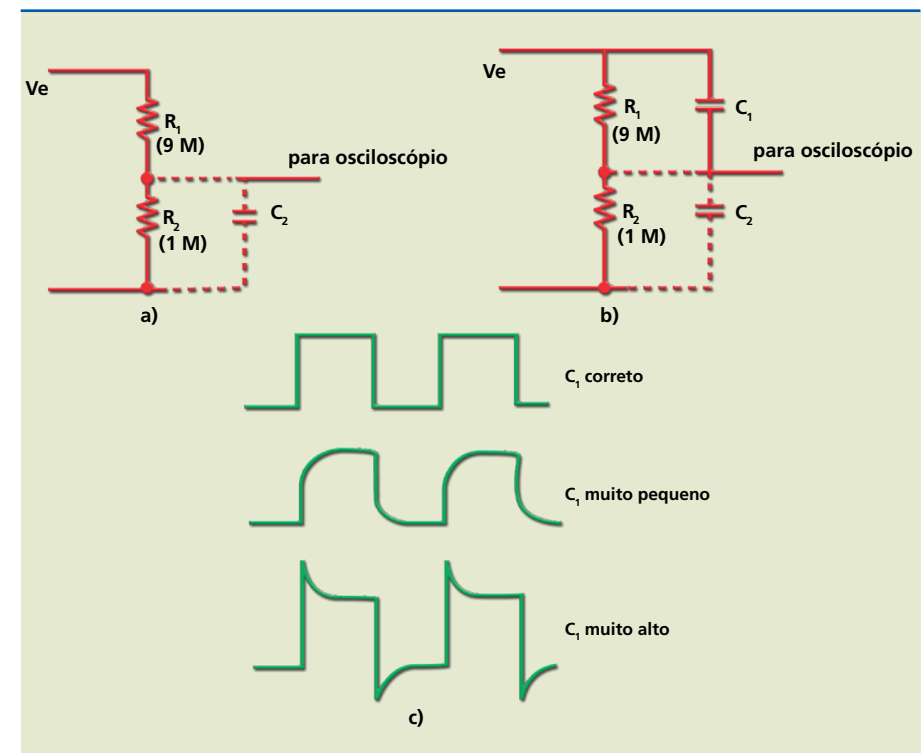 Ve
R₁
(9 M)
para osciloscópio
R₂
(1 M)
C₂
a)
Ve
R₁
(9 M)
C₁
para osciloscópio
R₂
(1 M)
C₂
b)
C₁ correto
C₁ muito pequeno
C₁ muito alto
c)